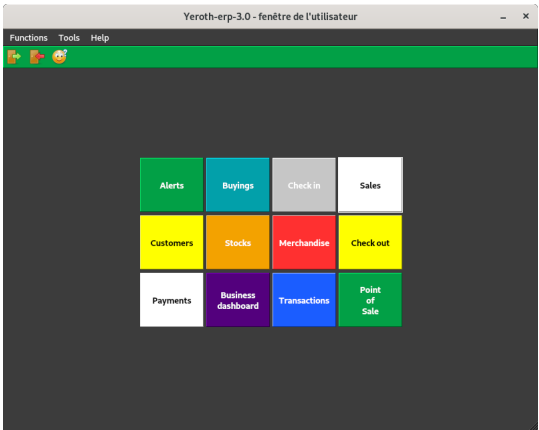 Yeroth-erp-3.0 - fenêtre de l'utilisateur
Functions Tools Help
Alerts Buyings Check in Sales
Customers Stocks Merchandise Check out
Payments Business dashboard Transactions Point of Sale